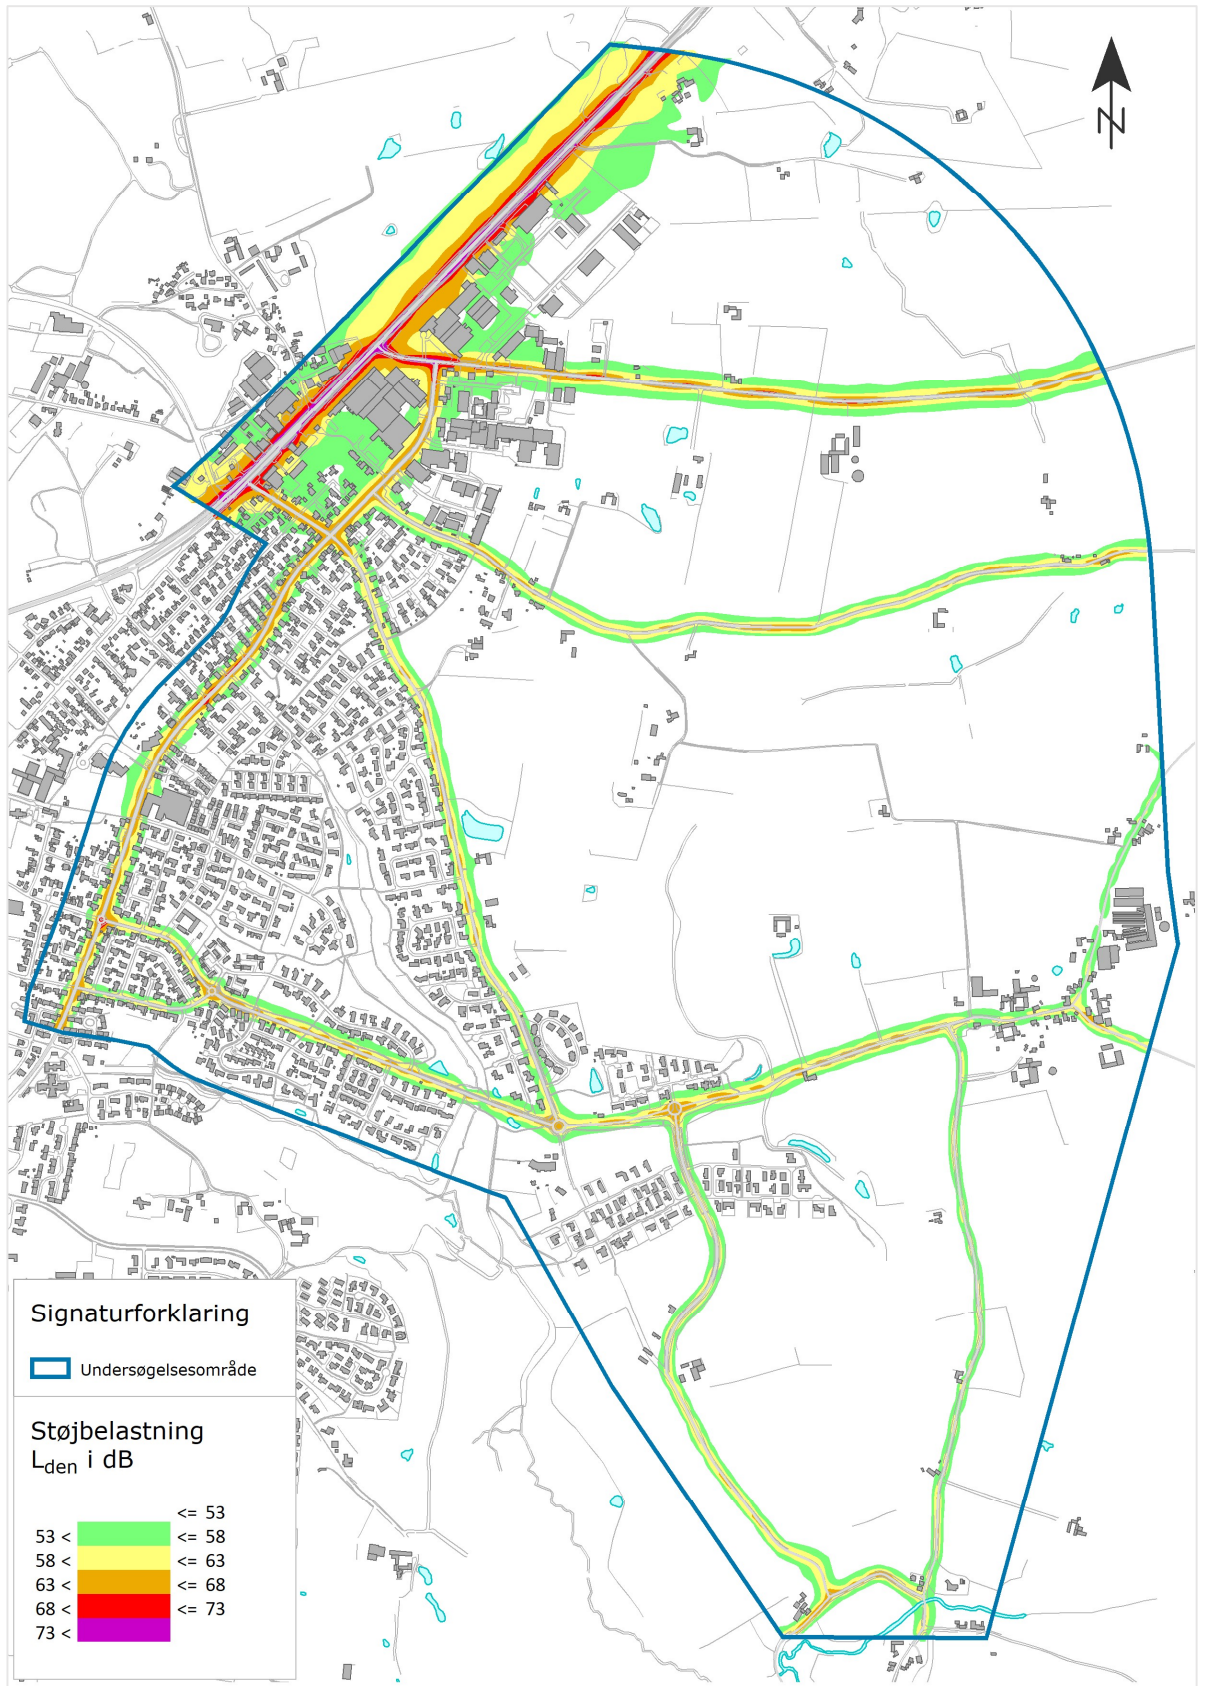 N
Signaturforklaring
Undersøgelsesområde
Støjbelastning
Lden i dB
<= 53
53 < <= 58
58 < <= 63
63 < <= 68
68 < <= 73
73 <